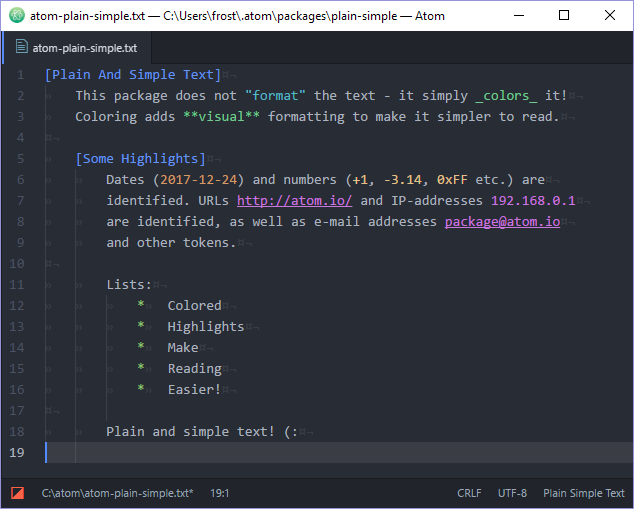 atom-plain-simple.txt — C:\Users\frost\.atom\packages\plain-simple — Atom
atom-plain-simple.txt
1 [Plain And Simple Text]¤¬
2 » This package does not "format" the text - it simply _colors_ it!¤¬
3 » Coloring adds **visual** formatting to make it simpler to read.¤¬
4 ¤¬
5 » [Some Highlights]¤¬
6 » » Dates (2017-12-24) and numbers (+1, -3.14, 0xFF etc.) are¤¬
7 » » identified. URLs http://atom.io/ and IP-addresses 192.168.0.1¤¬
8 » » are identified, as well as e-mail addresses package@atom.io¤¬
9 » » and other tokens.¤¬
10 ¤¬
11 » » Lists:¤¬
12 » » » *» Colored¤¬
13 » » » *» Highlights¤¬
14 » » » *» Make¤¬
15 » » » *» Reading¤¬
16 » » » *» Easier!¤¬
17 ¤¬
18 » » Plain and simple text! (:¤¬
19
C:\atom\atom-plain-simple.txt* 19:1 CRLF UTF-8 Plain Simple Text